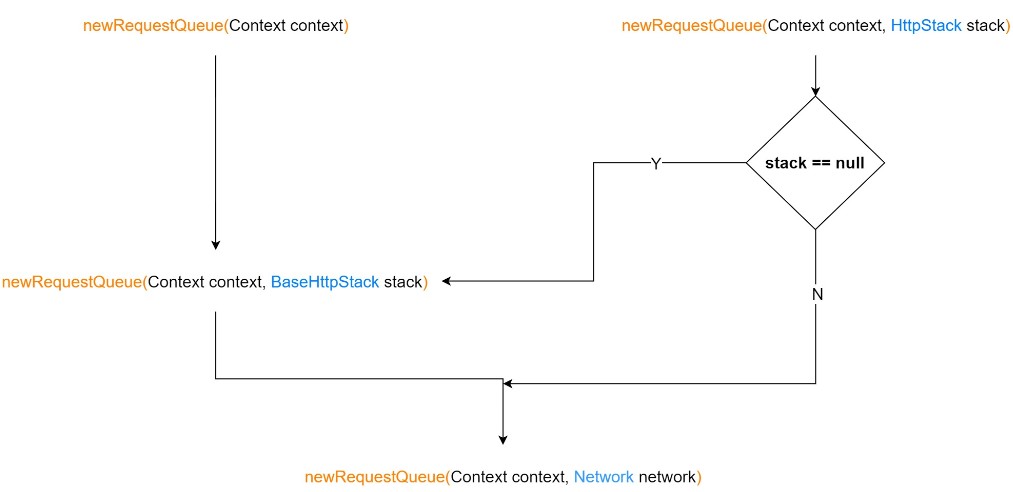 newRequestQueue(Context context)
newRequestQueue(Context context, HttpStack stack)
stack == null
Y
newRequestQueue(Context context, BaseHttpStack stack)
N
newRequestQueue(Context context, Network network)